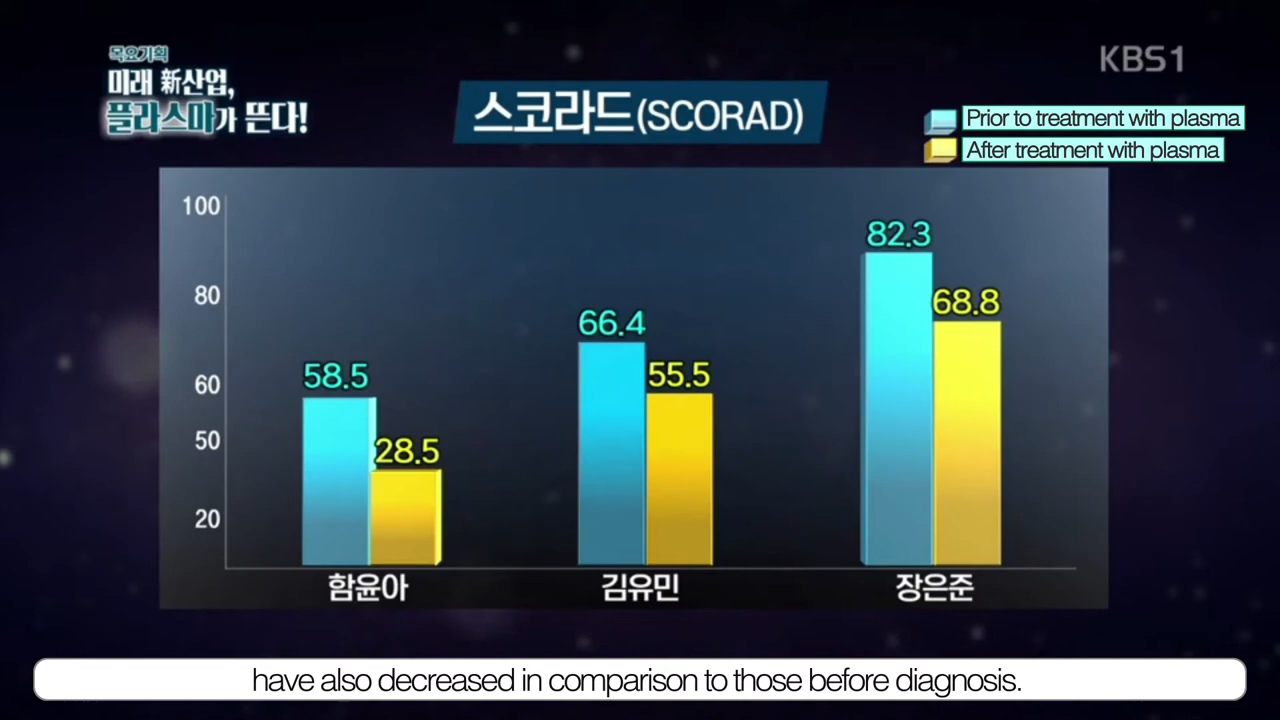 목요기획
미래 新산업,
플라스마가 뜬다!
KBS1
스코라드(SCORAD)
Prior to treatment with plasma
After treatment with plasma
100
80
60
50
20
58.5
28.5
66.4
55.5
82.3
68.8
함윤아
김유민
장은준
have also decreased in comparison to those before diagnosis.